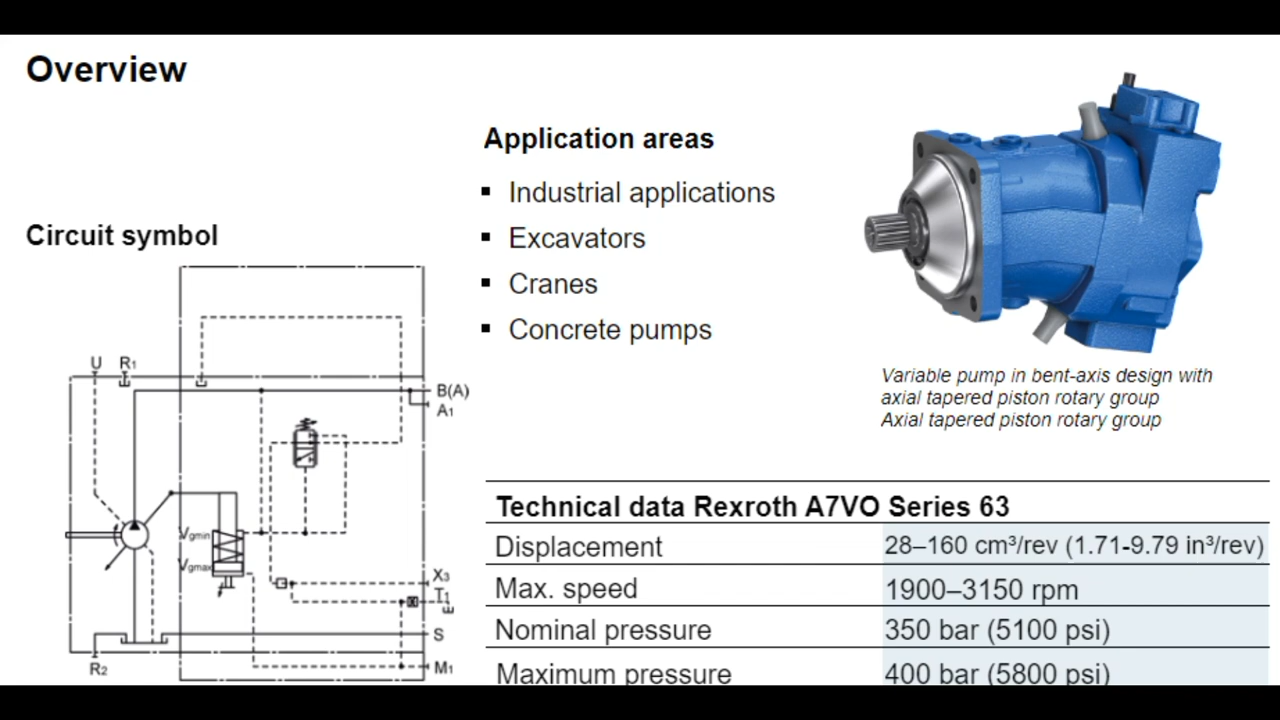 Overview
Application areas
▪ Industrial applications
▪ Excavators
▪ Cranes
▪ Concrete pumps
Circuit symbol
U R1
B(A)
A1
Vgmin
Vgmax
X3
T1
S
M1
R2
Variable pump in bent-axis design with
axial tapered piston rotary group
Axial tapered piston rotary group
Technical data Rexroth A7VO Series 63
Displacement 28–160 cm³/rev (1.71-9.79 in³/rev)
Max. speed 1900–3150 rpm
Nominal pressure 350 bar (5100 psi)
Maximum pressure 400 bar (5800 psi)